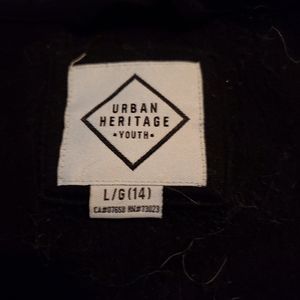 URBAN
HERITAGE
★ YOUTH ★
L/G (14)
CA#07658 RN#73023